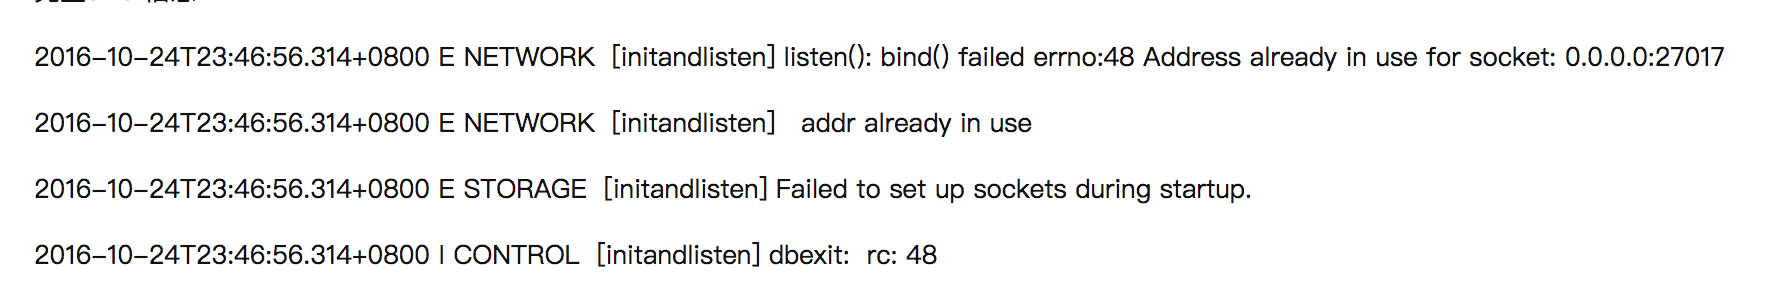 2016-10-24T23:46:56.314+0800 E NETWORK  [initandlisten] listen(): bind() failed errno:48 Address already in use for socket: 0.0.0.0:27017
2016-10-24T23:46:56.314+0800 E NETWORK  [initandlisten]   addr already in use
2016-10-24T23:46:56.314+0800 E STORAGE  [initandlisten] Failed to set up sockets during startup.
2016-10-24T23:46:56.314+0800 I CONTROL  [initandlisten] dbexit:  rc: 48